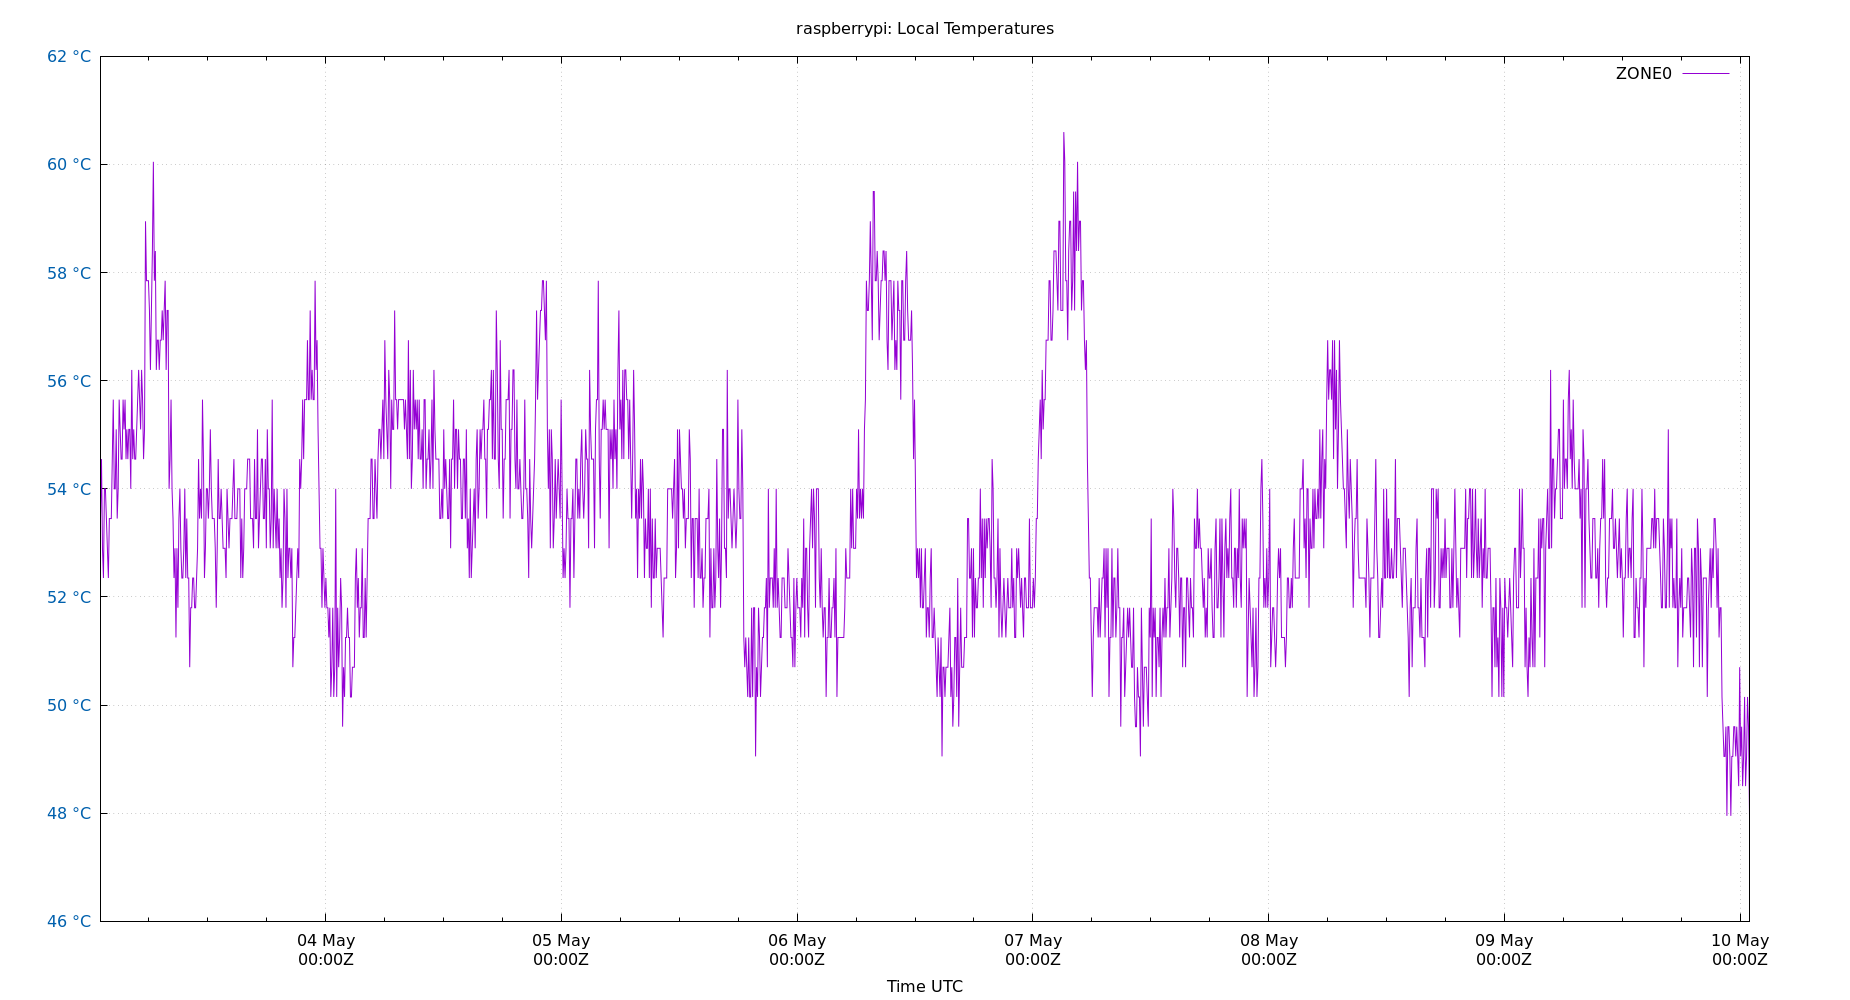 raspberrypi: Local Temperatures
62 °C
ZONE0
60 °C
58 °C
56 °C
54 °C
52 °C
50 °C
48 °C
46 °C
04 May 05 May 06 May 07 May 08 May 09 May 10 May
00:00Z 00:00Z 00:00Z 00:00Z 00:00Z 00:00Z 00:00Z
Time UTC